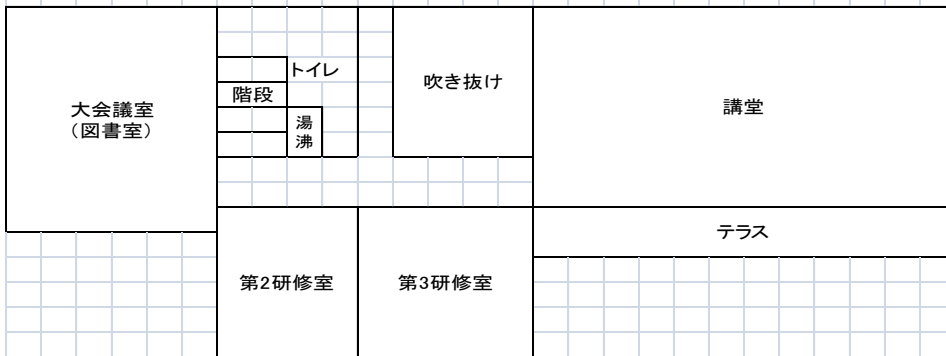 トイレ
吹き抜け
階段
大会議室
（図書室）
講堂
湯
沸
テラス
第2研修室
第3研修室